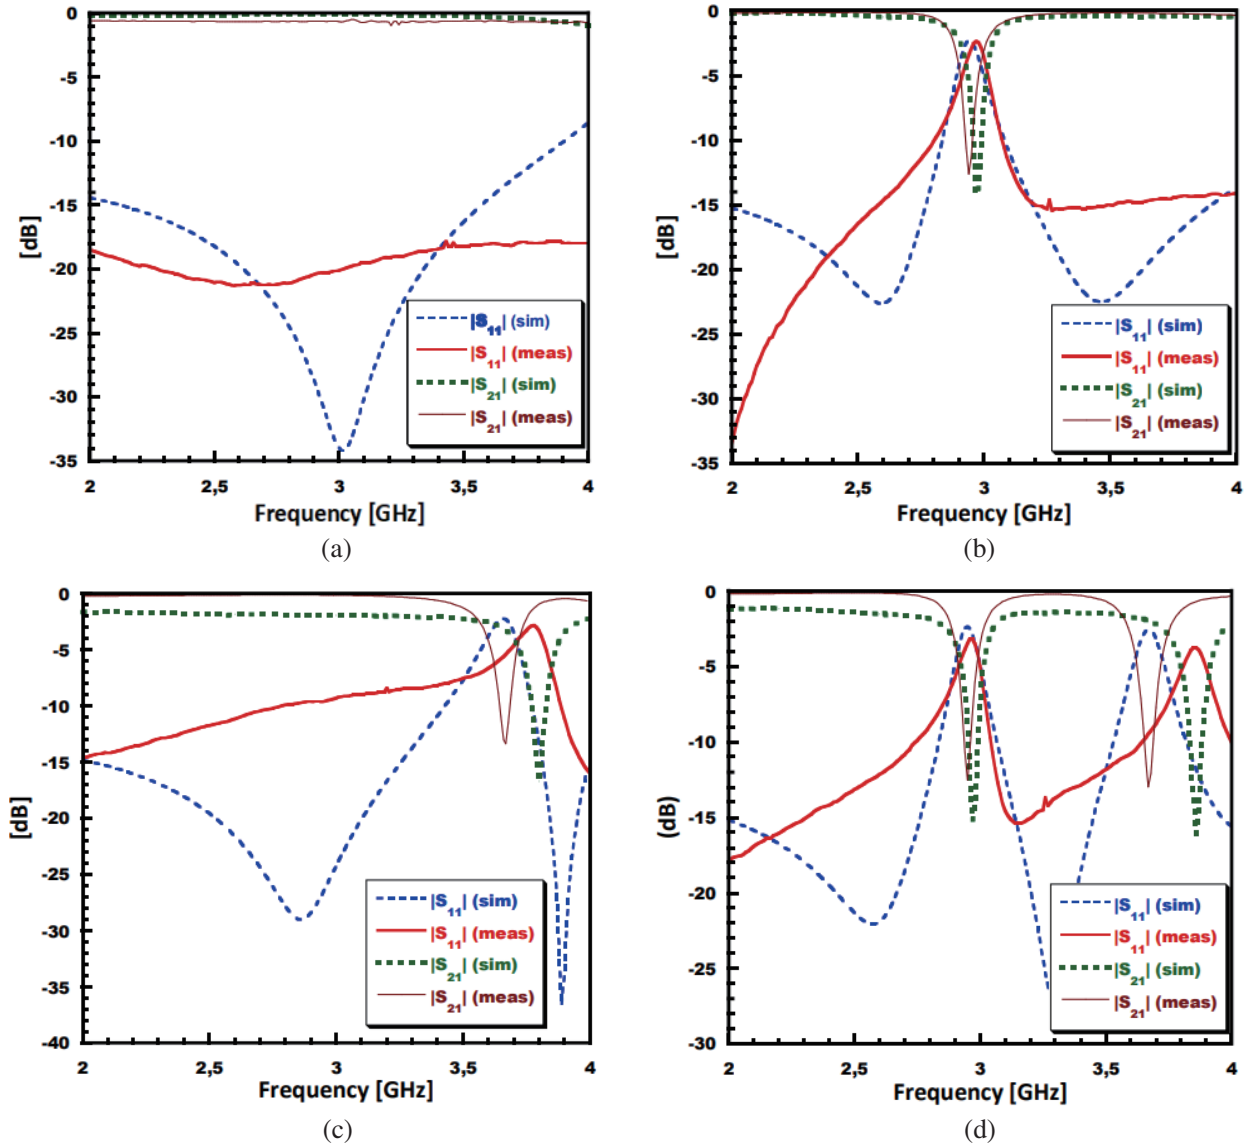 0
-5
-10
-15
-20
-25
-30
-35
[dB]
|S11| (sim)
|S11| (meas)
|S21| (sim)
|S21| (meas)
2
2,5
3
3,5
4
Frequency [GHz]
(a)
0
-5
-10
-15
-20
-25
-30
-35
[dB]
|S11| (sim)
|S11| (meas)
|S21| (sim)
|S21| (meas)
2
2,5
3
3,5
4
Frequency [GHz]
(b)
0
-5
-10
-15
-20
-25
-30
-35
-40
[dB]
|S11| (sim)
|S11| (meas)
|S21| (sim)
|S21| (meas)
2
2,5
3
3,5
4
Frequency [GHz]
(c)
0
-5
-10
-15
-20
-25
-30
(dB)
|S11| (sim)
|S11| (meas)
|S21| (sim)
|S21| (meas)
2
2,5
3
3,5
4
Frequency [GHz]
(d)